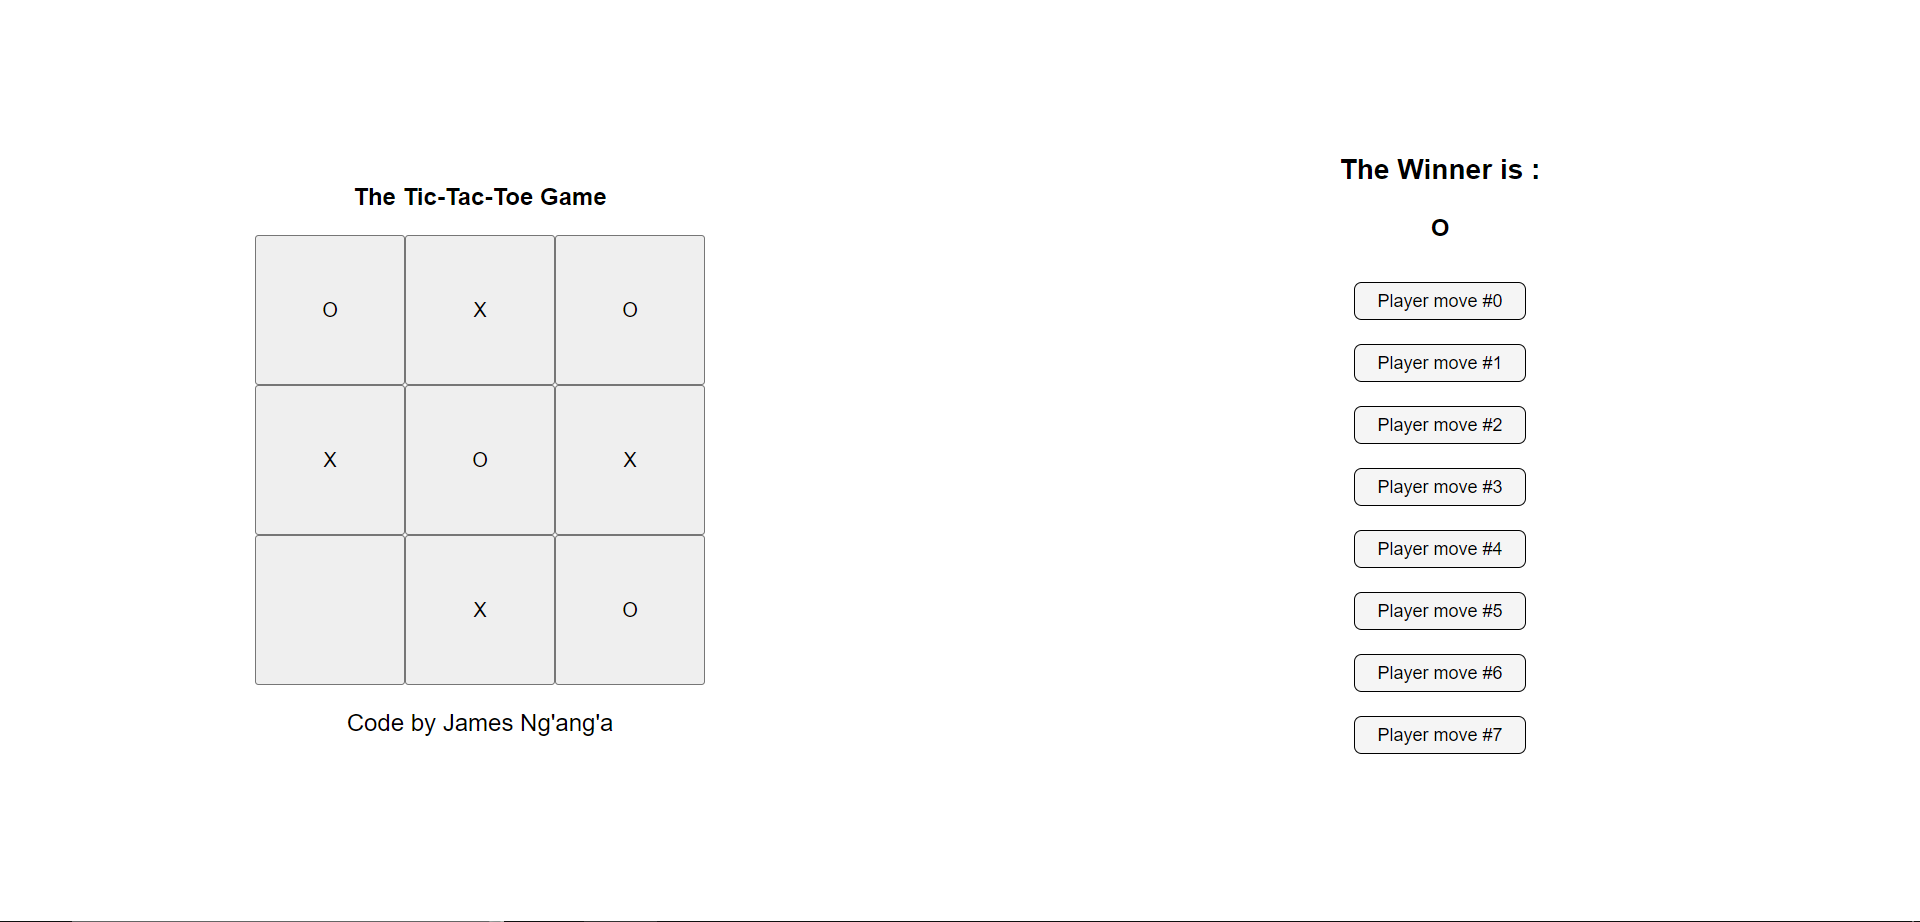 The Tic-Tac-Toe Game
O X O
X O X
X O
Code by James Ng'ang'a
The Winner is :
O
Player move #0
Player move #1
Player move #2
Player move #3
Player move #4
Player move #5
Player move #6
Player move #7